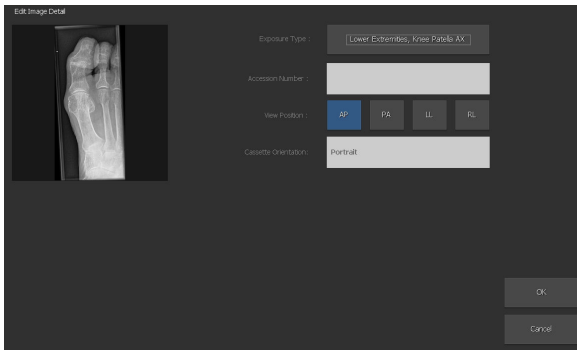 Edit Image Detail
Exposure Type :
Lower Extremities, Knee Patella AX
Accession Number :
View Position :
AP
PA
LL
RL
Cassette Orientation:
Portrait
OK
Cancel